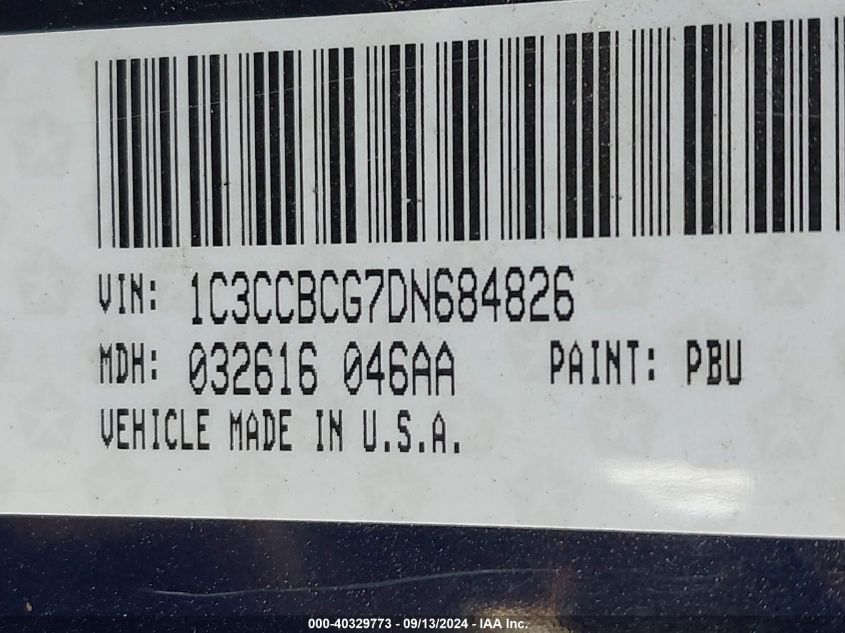 VIN: 1C3CCBCG7DN684826
MDH: 032616 046AA PAINT: PBU
VEHICLE MADE IN U.S.A.
000-40329773 - 09/13/2024 - IAA Inc.